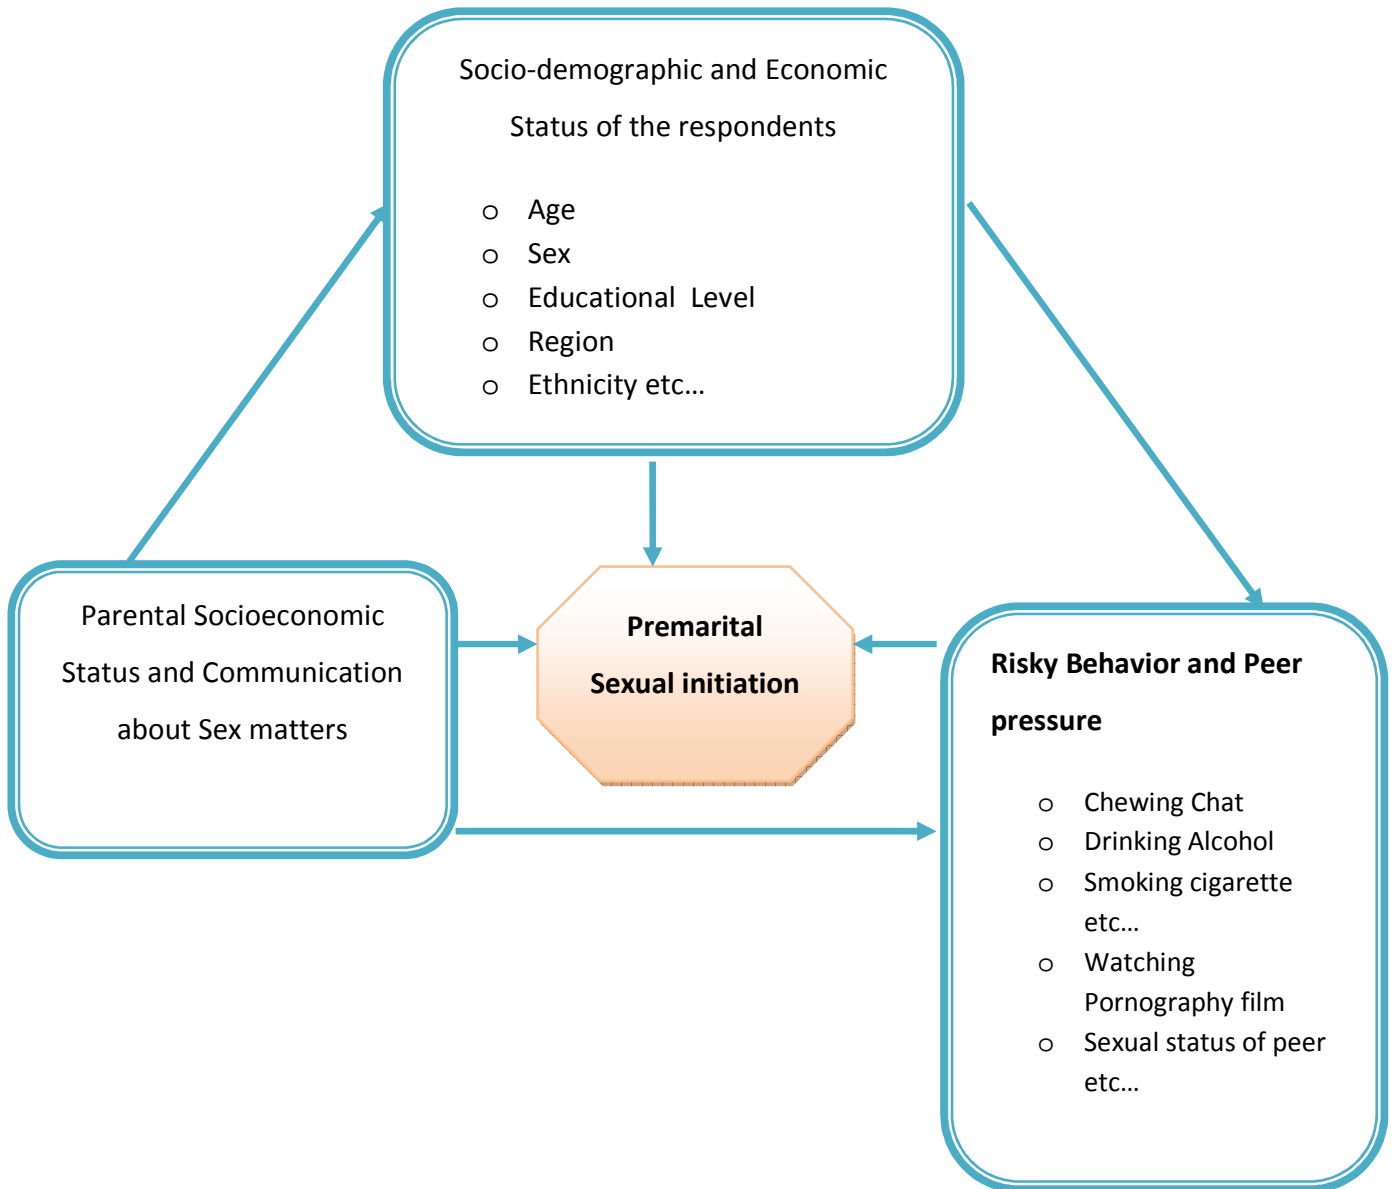 Socio-demographic and Economic
Status of the respondents
o Age
o Sex
o Educational Level
o Region
o Ethnicity etc…
Parental Socioeconomic
Status and Communication
about Sex matters
Premarital
Sexual initiation
Risky Behavior and Peer
pressure
o Chewing Chat
o Drinking Alcohol
o Smoking cigarette
etc…
o Watching
Pornography film
o Sexual status of peer
etc…